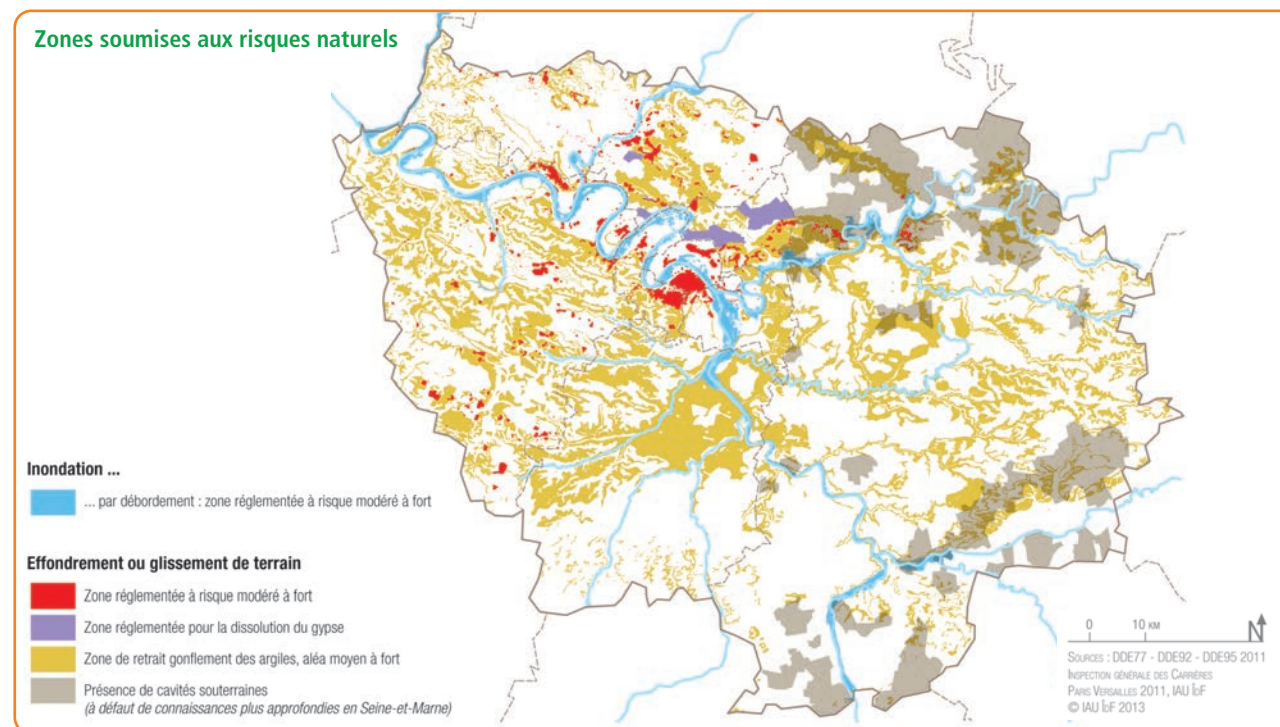 Zones soumises aux risques naturels
Inondation ...
... par débordement : zone réglementée à risque modéré à fort
Effondrement ou glissement de terrain
Zone réglementée à risque modéré à fort
Zone réglementée pour la dissolution du gypse
Zone de retrait gonflement des argiles, aléa moyen à fort
Présence de cavités souterraines
(à défaut de connaissances plus approfondies en Seine-et-Marne)
0 10 KM
N
SOURCES : DDE77 - DDE92 - DDE95 2011
INSPECTION GÉNÉRALE DES CARRIÈRES
PARIS VERSAILLES 2011, IAU ÎDF
© IAU ÎDF 2013